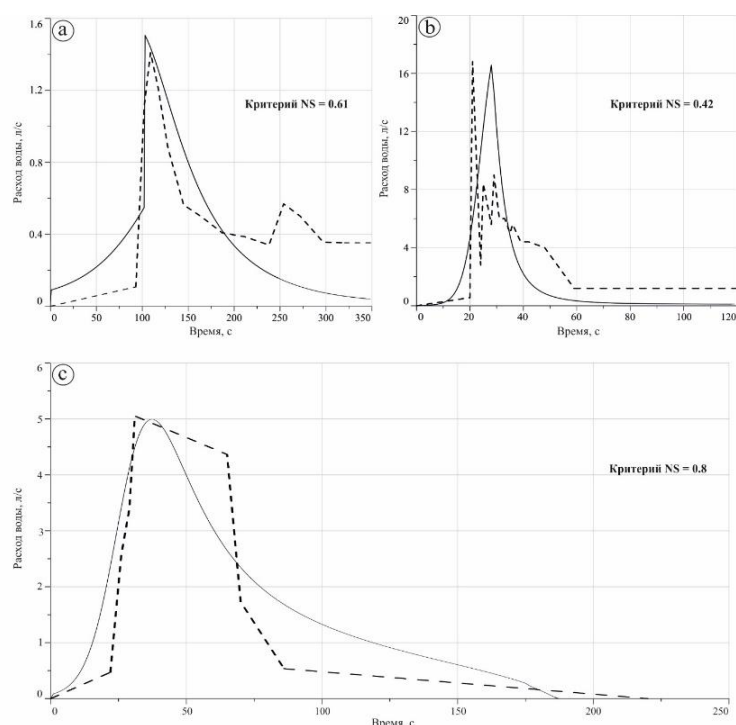 a
Расход воды, л/с
1.6
1.2
0.8
0.4
0
Критерий NS = 0.61
0 50 100 150 200 250 300 350
Время, с
b
Расход воды, л/с
20
16
12
8
4
0
Критерий NS = 0.42
0 20 40 60 80 100 120
Время, с
c
Расход воды, л/с
6
5
4
3
2
1
0
Критерий NS = 0.8
0 50 100 150 200 250
Время, с